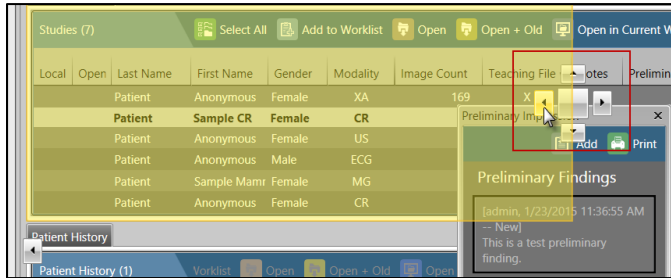 Studies (7) Select All Add to Worklist Open Open + Old Open in Current W
Local Open Last Name First Name Gender Modality Image Count Teaching File otes Prelimin
Patient Anonymous Female XA 169 X
Patient Sample CR Female CR
Patient Anonymous Female US
Patient Anonymous Male ECG
Patient Sample Mamr Female MG
Patient Anonymous Female CR
Preliminary Imp on x
Add Print
Preliminary Findings
[admin, 1/23/2015 11:36:55 AM
-- New]
This is a test preliminary
finding.
Patient History
Patient History (1) Worklist Open Open + Old Open